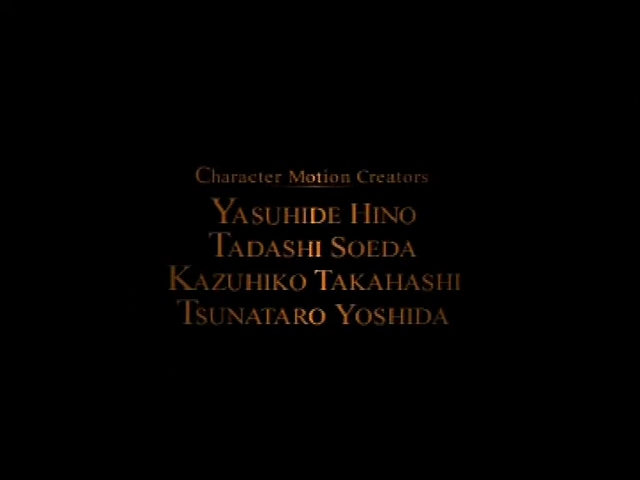 Character Motion Creators
Yasuhide Hino
Tadashi Soeda
Kazuhiko Takahashi
Tsunataro Yoshida